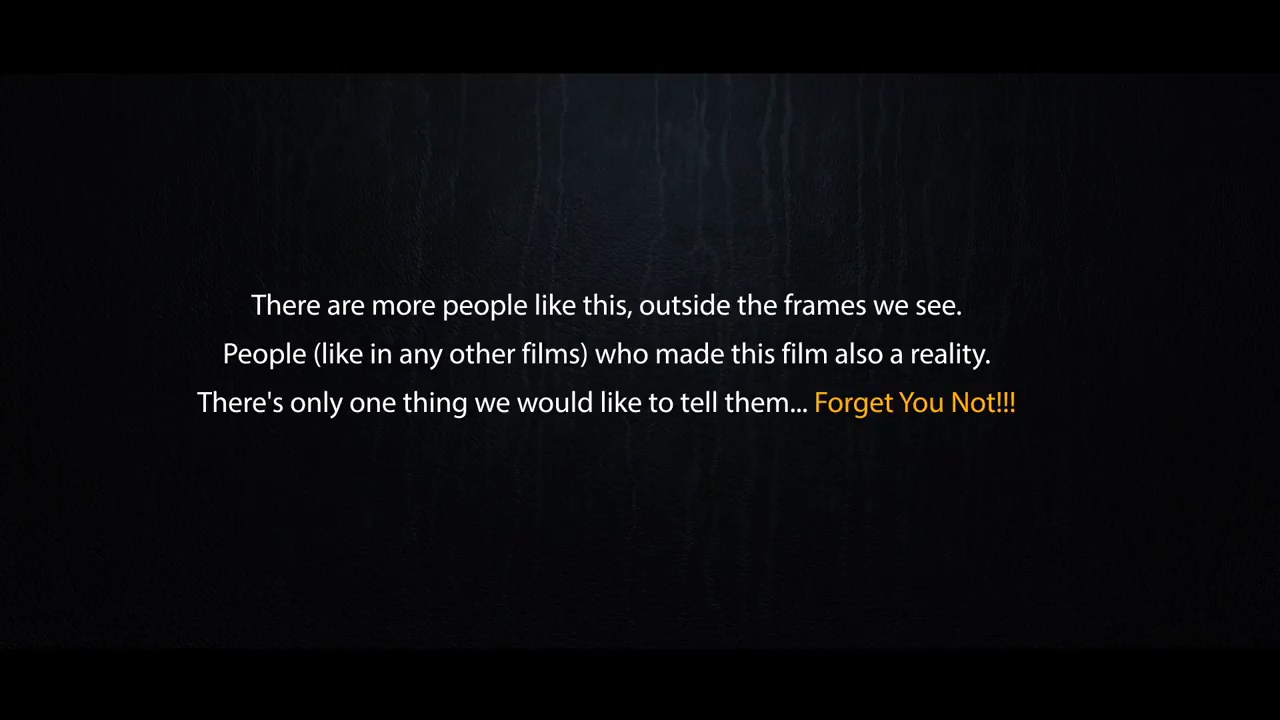 There are more people like this, outside the frames we see.
People (like in any other films) who made this film also a reality.
There's only one thing we would like to tell them... Forget You Not!!!